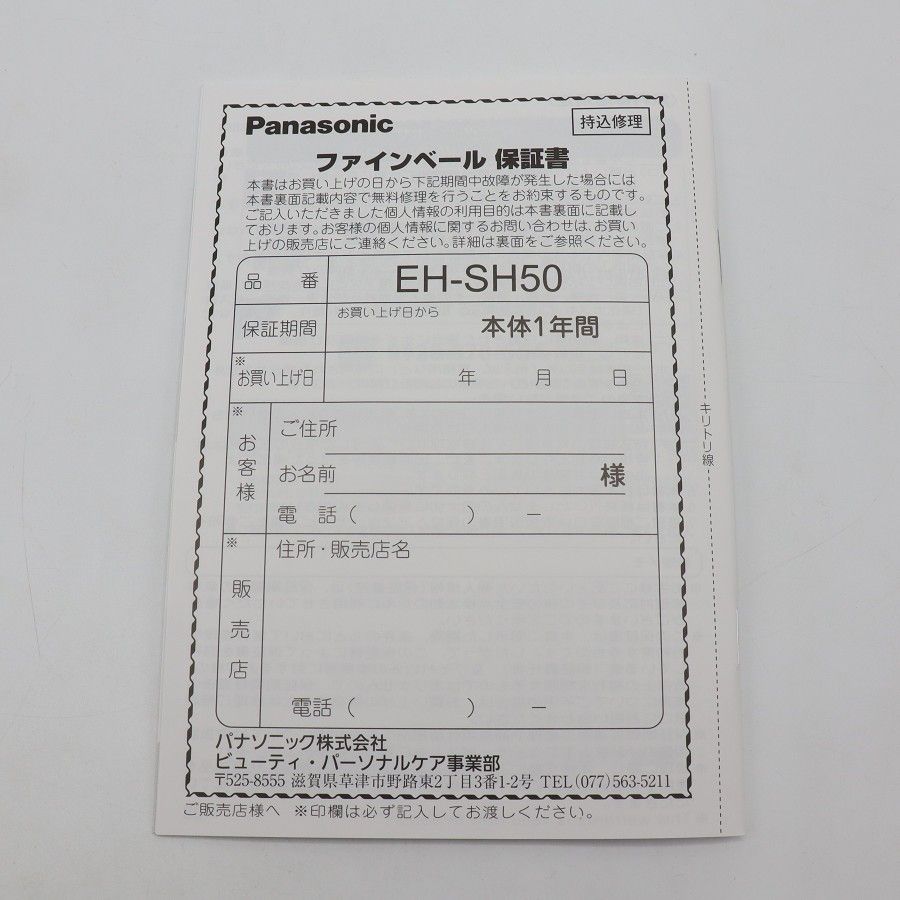 Panasonic 持込修理
ファインベール 保証書
本書はお買い上げの日から下記期間中故障が発生した場合には
本書裏面記載内容で無料修理を行うことをお約束するものです。
ご記入いただきました個人情報の利用目的は本書裏面に記載し
ております。お客様の個人情報に関するお問い合わせは、お買い
上げの販売店にご連絡ください。詳細は裏面をご参照ください。
品番 EH-SH50
保証期間 お買い上げ日から 本体1年間
※お買い上げ日 年 月 日
※お客様
ご住所
お名前 様
電話( ) −
※販売店
住所・販売店名
電話( ) −
パナソニック株式会社
ビューティ・パーソナルケア事業部
〒525-8555 滋賀県草津市野路東2丁目3番1-2号 TEL(077)563-5211
ご販売店様へ ※印欄は必ず記入してお渡しください。
キリトリ線